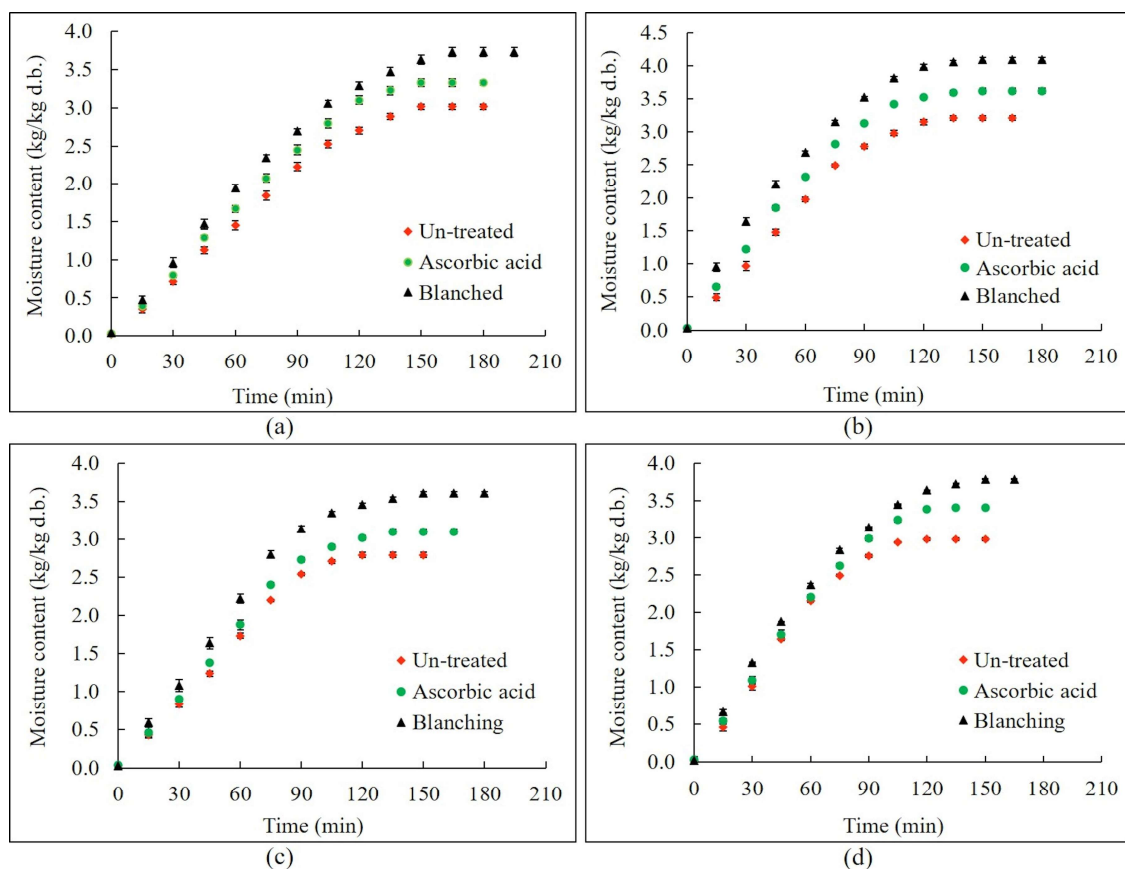 Moisture content (kg/kg d.b.)
4.0
3.5
3.0
2.5
2.0
1.5
1.0
0.5
0.0
Un-treated
Ascorbic acid
Blanched
0 30 60 90 120 150 180 210
Time (min)
(a)
Moisture content (kg/kg d.b.)
4.5
4.0
3.5
3.0
2.5
2.0
1.5
1.0
0.5
0.0
Un-treated
Ascorbic acid
Blanched
0 30 60 90 120 150 180 210
Time (min)
(b)
Moisture content (kg/kg d.b.)
4.0
3.5
3.0
2.5
2.0
1.5
1.0
0.5
0.0
Un-treated
Ascorbic acid
Blanching
0 30 60 90 120 150 180 210
Time (min)
(c)
Moisture content (kg/kg d.b.)
4.0
3.5
3.0
2.5
2.0
1.5
1.0
0.5
0.0
Un-treated
Ascorbic acid
Blanching
0 30 60 90 120 150 180 210
Time (min)
(d)